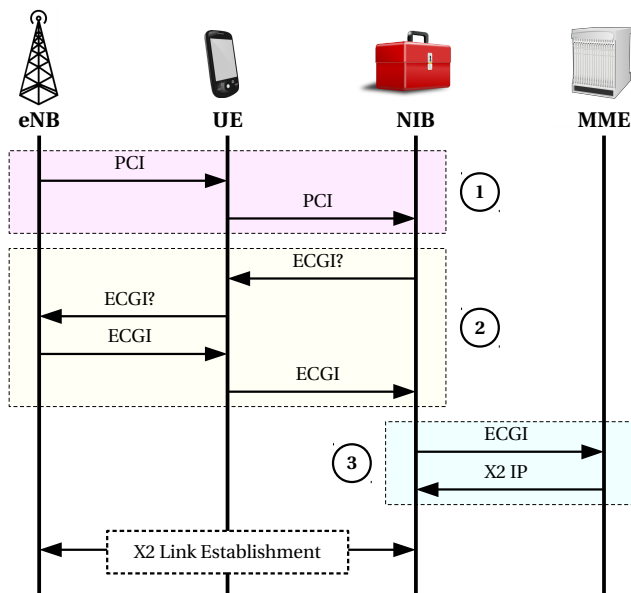 eNB
UE
NIB
MME
PCI
1
PCI
ECGI?
ECGI?
2
ECGI
ECGI
ECGI
3
X2 IP
X2 Link Establishment